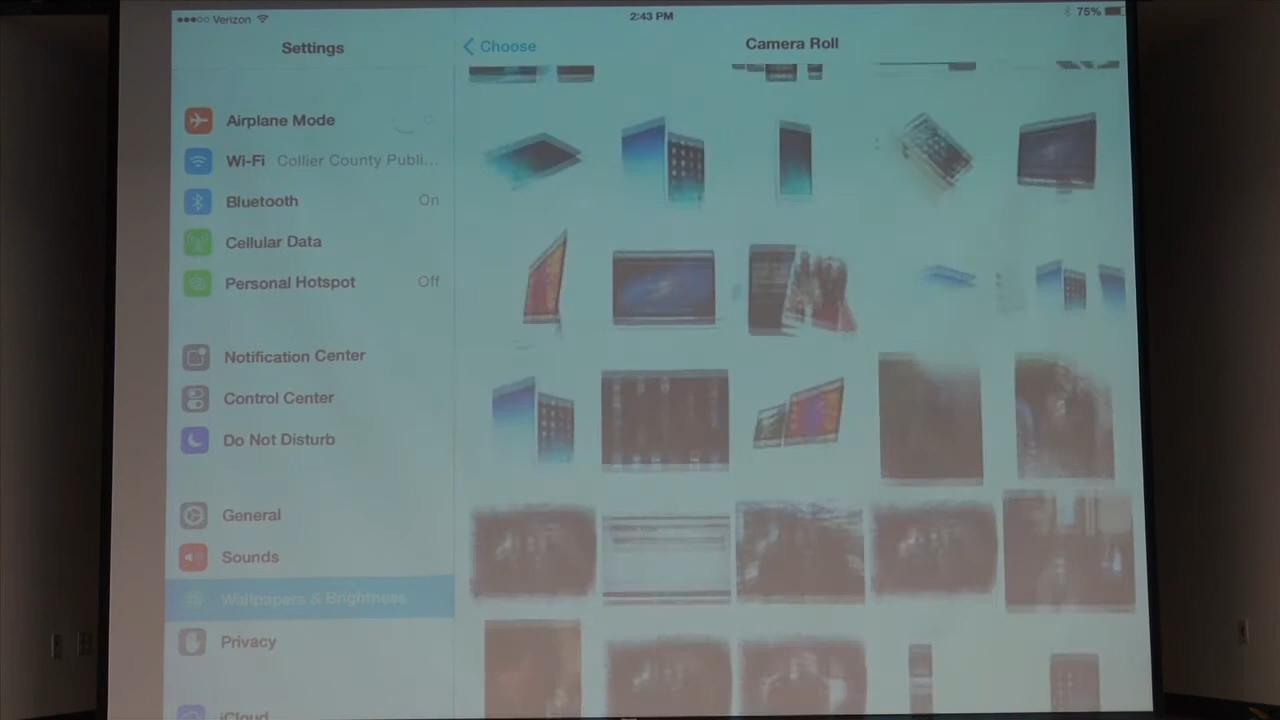 Verizon
2:43 PM
75%
Settings
Choose
Camera Roll
Airplane Mode
Wi-Fi Collier County Publi...
Bluetooth On
Cellular Data
Personal Hotspot Off
Notification Center
Control Center
Do Not Disturb
General
Sounds
Wallpapers & Brightness
Privacy
iCloud